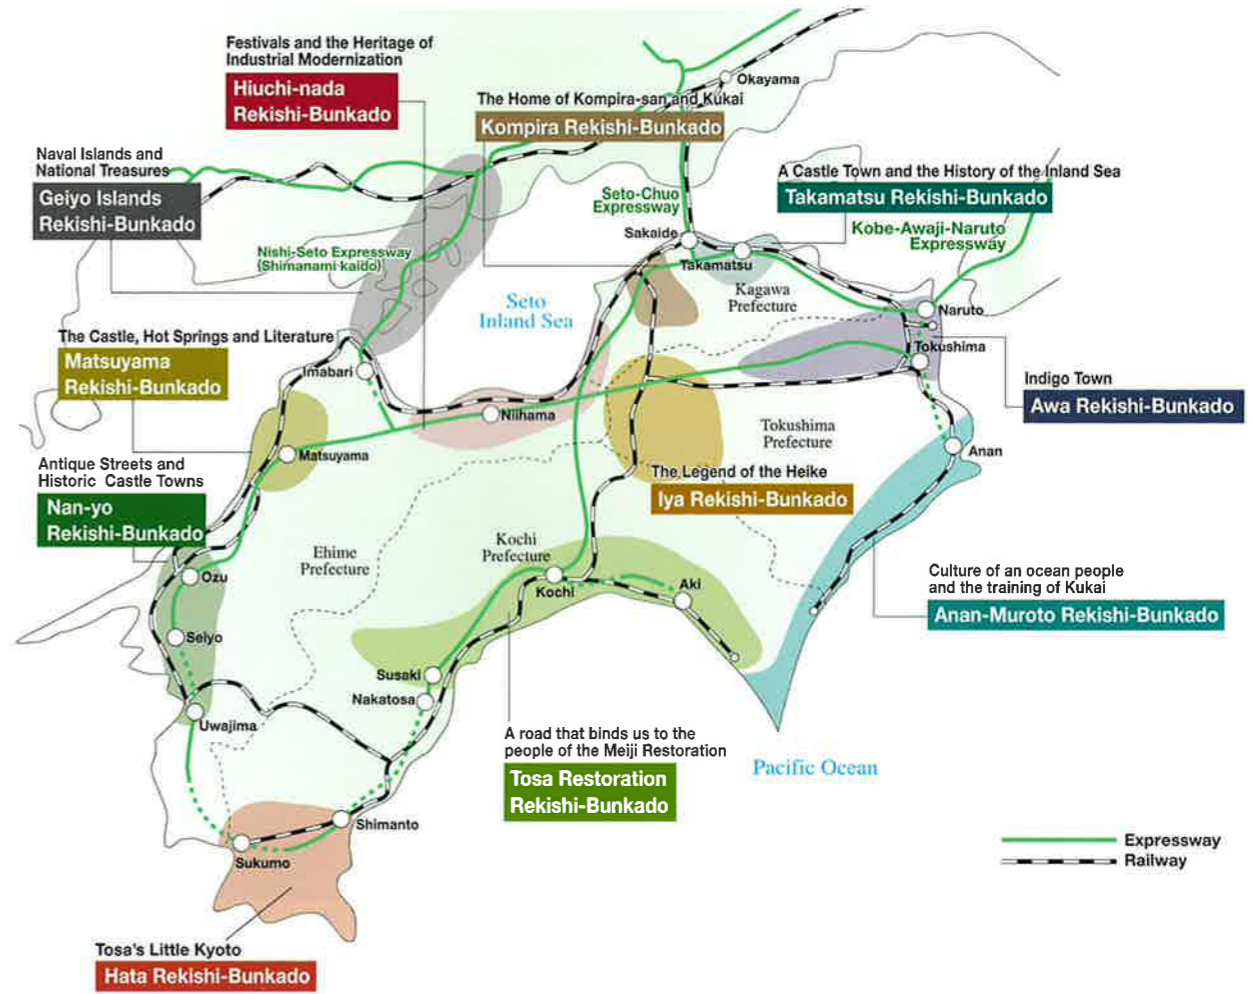 Festivals and the Heritage of
Industrial Modernization
Hiuchi-nada
Rekishi-Bunkado
Okayama
The Home of Kompira-san and Kukai
Kompira Rekishi-Bunkado
Naval Islands and
National Treasures
Geiyo Islands
Rekishi-Bunkado
A Castle Town and the History of the Inland Sea
Takamatsu Rekishi-Bunkado
Seto-Chuo
Expressway
Kobe-Awaji-Naruto
Expressway
Sakaide
Takamatsu
Nishi-Seto Expressway
(Shimanami kaido)
Seto
Inland Sea
Kagawa
Prefecture
Naruto
The Castle, Hot Springs and Literature
Matsuyama
Rekishi-Bunkado
Imabari
Tokushima
Indigo Town
Awa Rekishi-Bunkado
Niihama
Tokushima
Prefecture
Matsuyama
Anan
Antique Streets and
Historic Castle Towns
Nan-yo
Rekishi-Bunkado
The Legend of the Heike
Iya Rekishi-Bunkado
Ehime
Prefecture
Kochi
Prefecture
Ozu
Kochi
Aki
Culture of an ocean people
and the training of Kukai
Anan-Muroto Rekishi-Bunkado
Seiyo
Susaki
Nakatosa
Uwajima
A road that binds us to the
people of the Meiji Restoration
Tosa Restoration
Rekishi-Bunkado
Pacific Ocean
Shimanto
Sukumo
Expressway
Railway
Tosa's Little Kyoto
Hata Rekishi-Bunkado